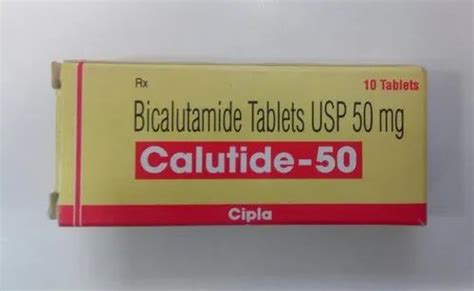 Rx
10 Tablets
Bicalutamide Tablets USP 50 mg
Calutide-50
Cipla